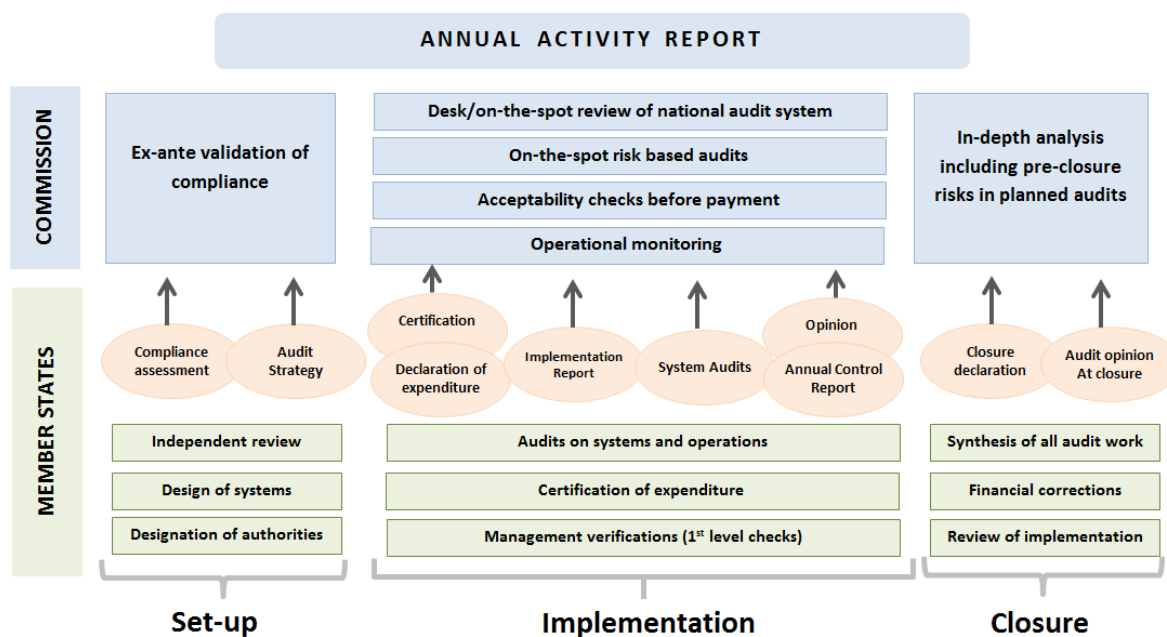 ANNUAL ACTIVITY REPORT
COMMISSION
Ex-ante validation of
compliance
Desk/on-the-spot review of national audit system
On-the-spot risk based audits
Acceptability checks before payment
Operational monitoring
In-depth analysis
including pre-closure
risks in planned audits
MEMBER STATES
Compliance
assessment
Audit
Strategy
Certification
Declaration of
expenditure
Implementation
Report
System Audits
Opinion
Annual Control
Report
Closure
declaration
Audit opinion
At closure
Independent review
Design of systems
Designation of authorities
Audits on systems and operations
Certification of expenditure
Management verifications (1st level checks)
Synthesis of all audit work
Financial corrections
Review of implementation
Set-up
Implementation
Closure